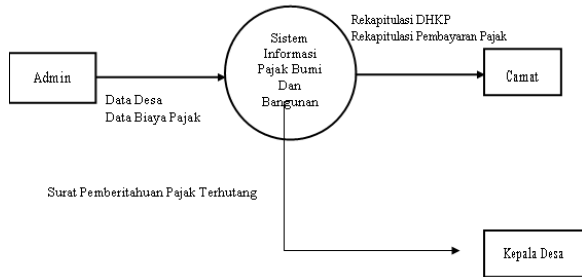 Admin
Data Desa
Data Biaya Pajak
Sistem
Informasi
Pajak Bumi
Dan
Bangunan
Rekapitulasi DHKP
Rekapitulasi Pembayaran Pajak
Camat
Surat Pemberitahuan Pajak Terhutang
Kepala Desa